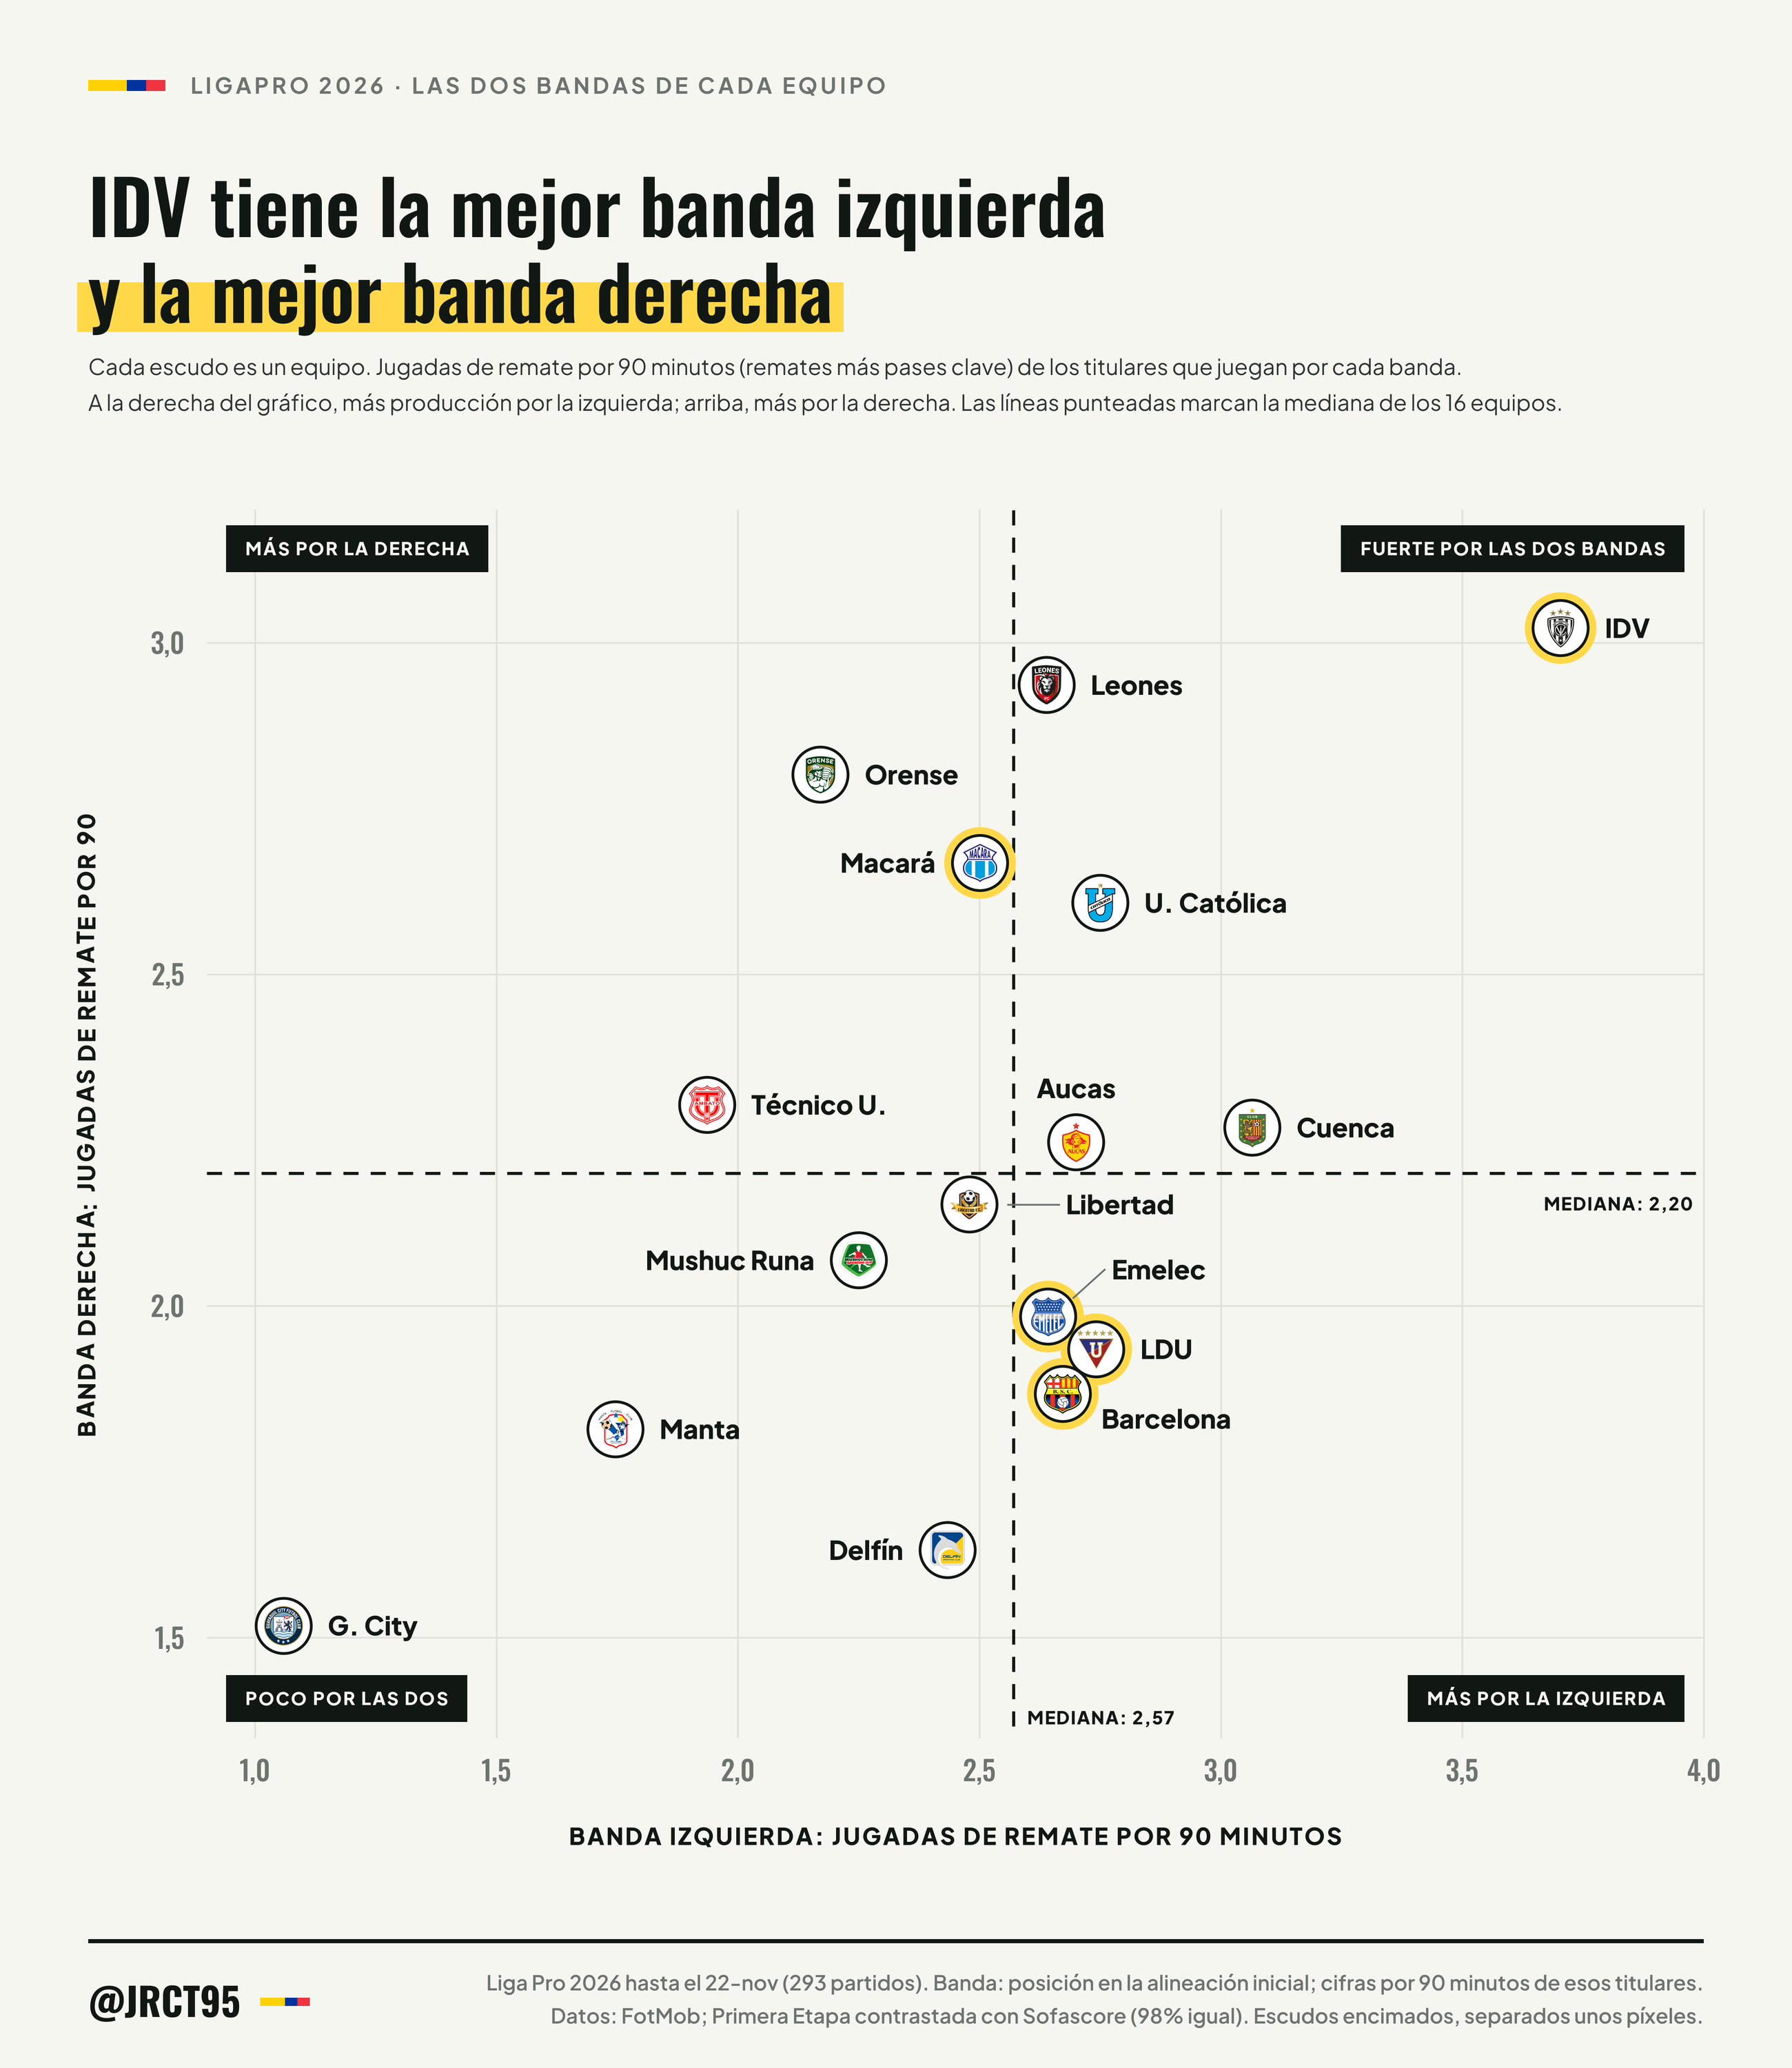 LIGAPRO 2026 · LAS DOS BANDAS DE CADA EQUIPO
IDV tiene la mejor banda izquierda
y la mejor banda derecha
Cada escudo es un equipo. Jugadas de remate por 90 minutos (remates más pases clave) de los titulares que juegan por cada banda.
A la derecha del gráfico, más producción por la izquierda; arriba, más por la derecha. Las líneas punteadas marcan la mediana de los 16 equipos.
MÁS POR LA DERECHA
FUERTE POR LAS DOS BANDAS
IDV
3,0
LEONES
Leones
ORENSE
Orense
Macará
MACARÁ
U. Católica
BANDA DERECHA: JUGADAS DE REMATE POR 90
2,5
Técnico U.
Aucas
AUCAS
Cuenca
MEDIANA: 2,20
Libertad
Mushuc Runa
Emelec
EMELEC
2,0
LDU
U
B.S.C.
Barcelona
Manta
Delfín
G. City
1,5
POCO POR LAS DOS
MÁS POR LA IZQUIERDA
MEDIANA: 2,57
1,0
1,5
2,0
2,5
3,0
3,5
4,0
BANDA IZQUIERDA: JUGADAS DE REMATE POR 90 MINUTOS
@JRCT95
Liga Pro 2026 hasta el 22-nov (293 partidos). Banda: posición en la alineación inicial; cifras por 90 minutos de esos titulares.
Datos: FotMob; Primera Etapa contrastada con Sofascore (98% igual). Escudos encimados, separados unos píxeles.